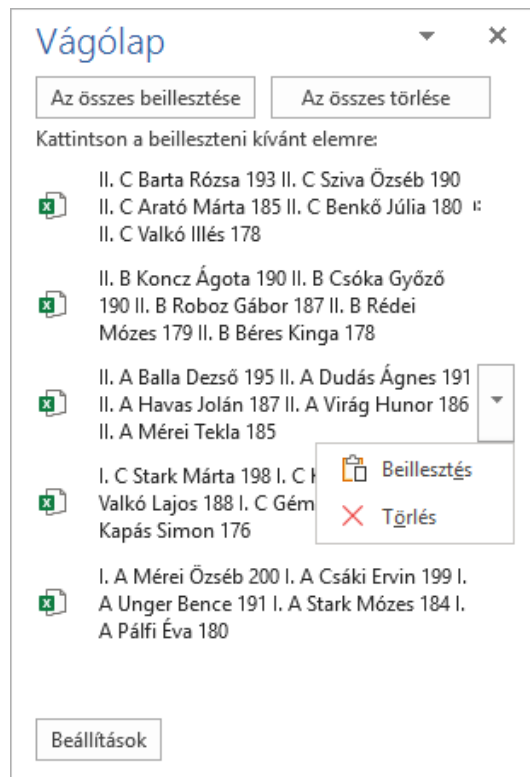 Vágólap
Az összes beillesztése
Az összes törlése
Kattintson a beilleszteni kívánt elemre:
II. C Barta Rózsa 193 II. C Sziva Özséb 190
II. C Arató Márta 185 II. C Benkő Júlia 180
II. C Valkó Illés 178
II. B Koncz Ágota 190 II. B Csóka Győző
190 II. B Roboz Gábor 187 II. B Rédei
Mózes 179 II. B Béres Kinga 178
II. A Balla Dezső 195 II. A Dudás Ágnes 191
II. A Havas Jolán 187 II. A Virág Hunor 186
II. A Mérei Tekla 185
I. C Stark Márta 198 I. C
Valkó Lajos 188 I. C
Kapás Simon 176
Beillesztés
Törlés
I. A Mérei Özséb 200 I. A Csáki Ervin 199 I.
A Unger Bence 191 I. A Stark Mózes 184 I.
A Pálfi Éva 180
Beállítások